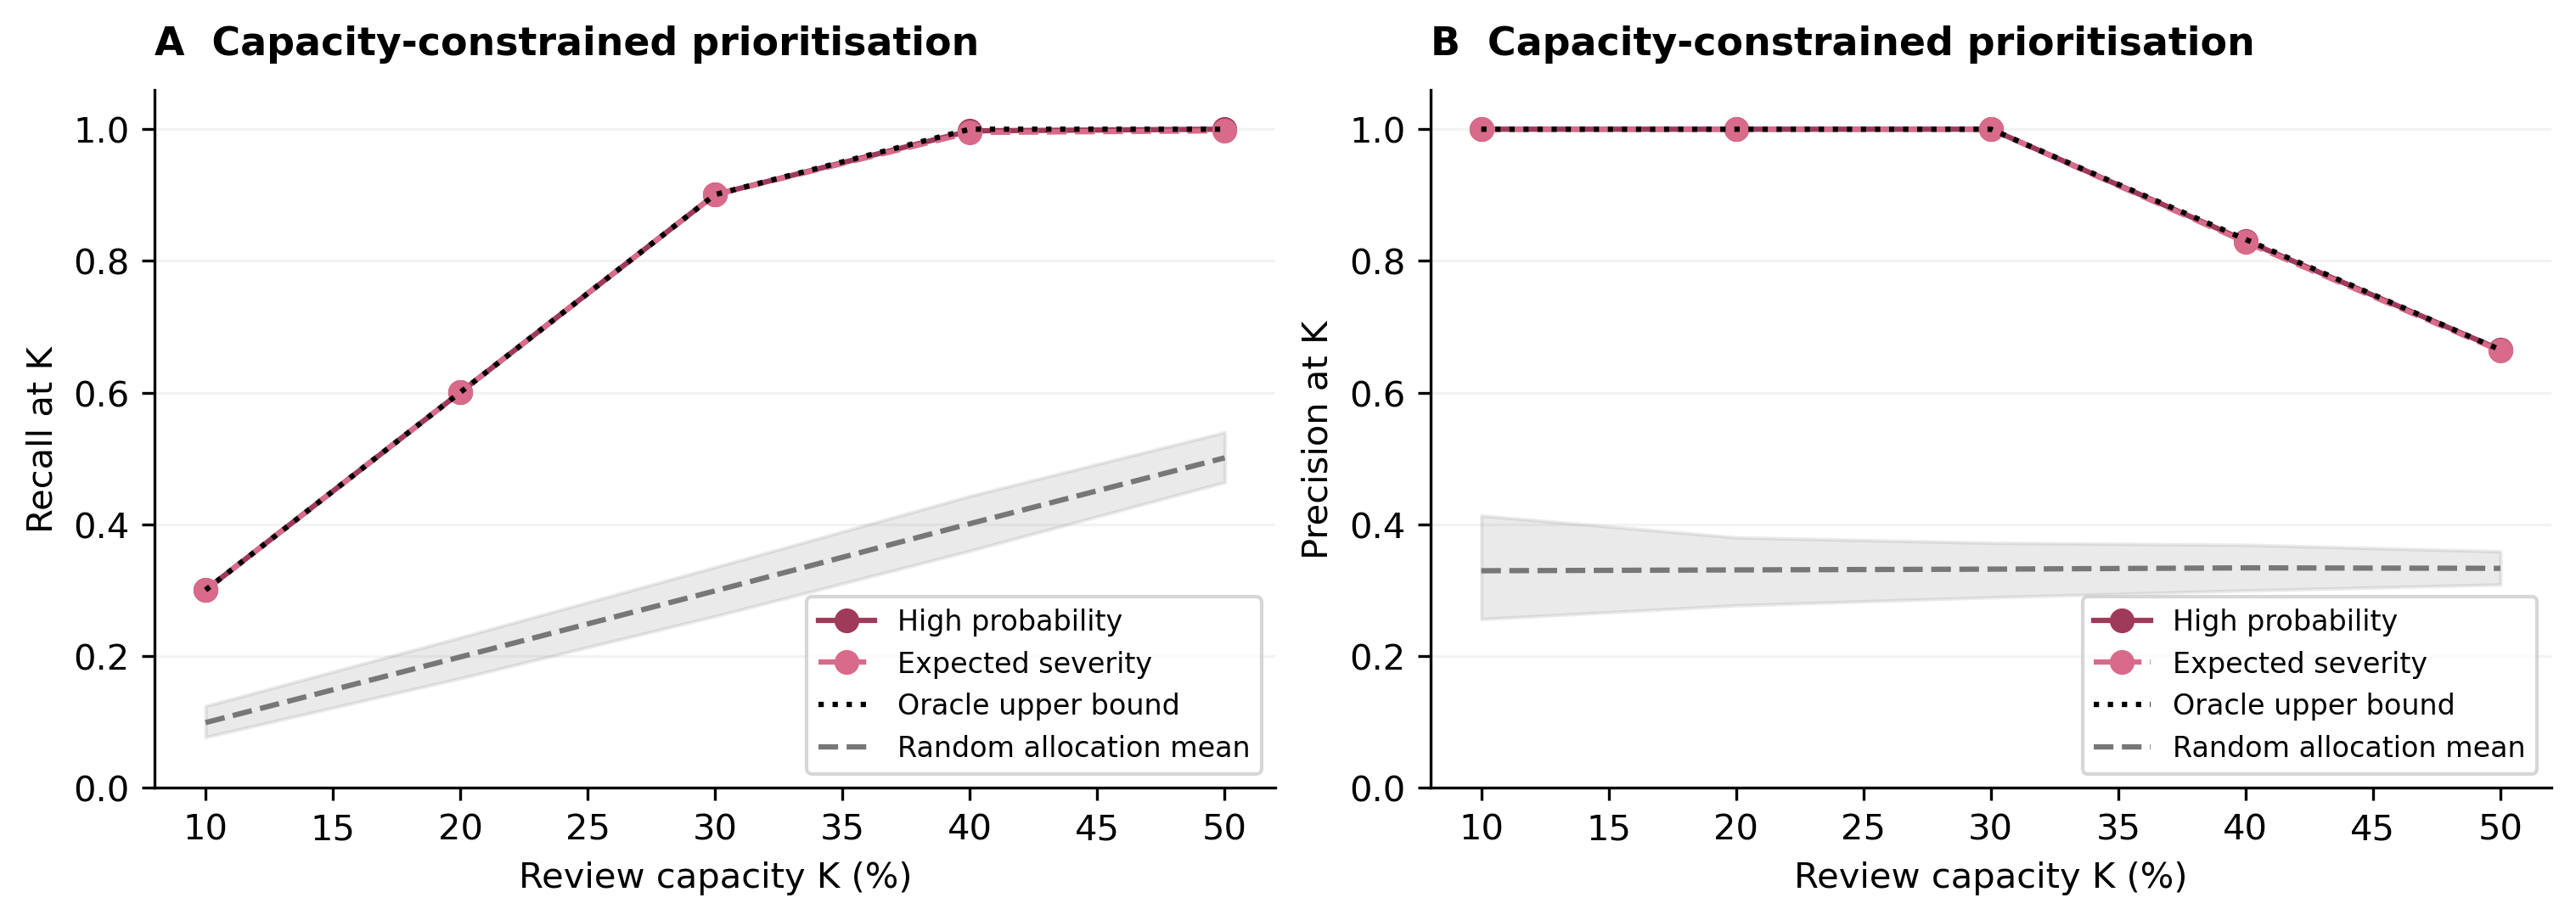 A  Capacity-constrained prioritisation
Recall at K
1.0
0.8
0.6
0.4
0.2
0.0
10 15 20 25 30 35 40 45 50
Review capacity K (%)
High probability
Expected severity
Oracle upper bound
Random allocation mean
B  Capacity-constrained prioritisation
Precision at K
1.0
0.8
0.6
0.4
0.2
0.0
10 15 20 25 30 35 40 45 50
Review capacity K (%)
High probability
Expected severity
Oracle upper bound
Random allocation mean